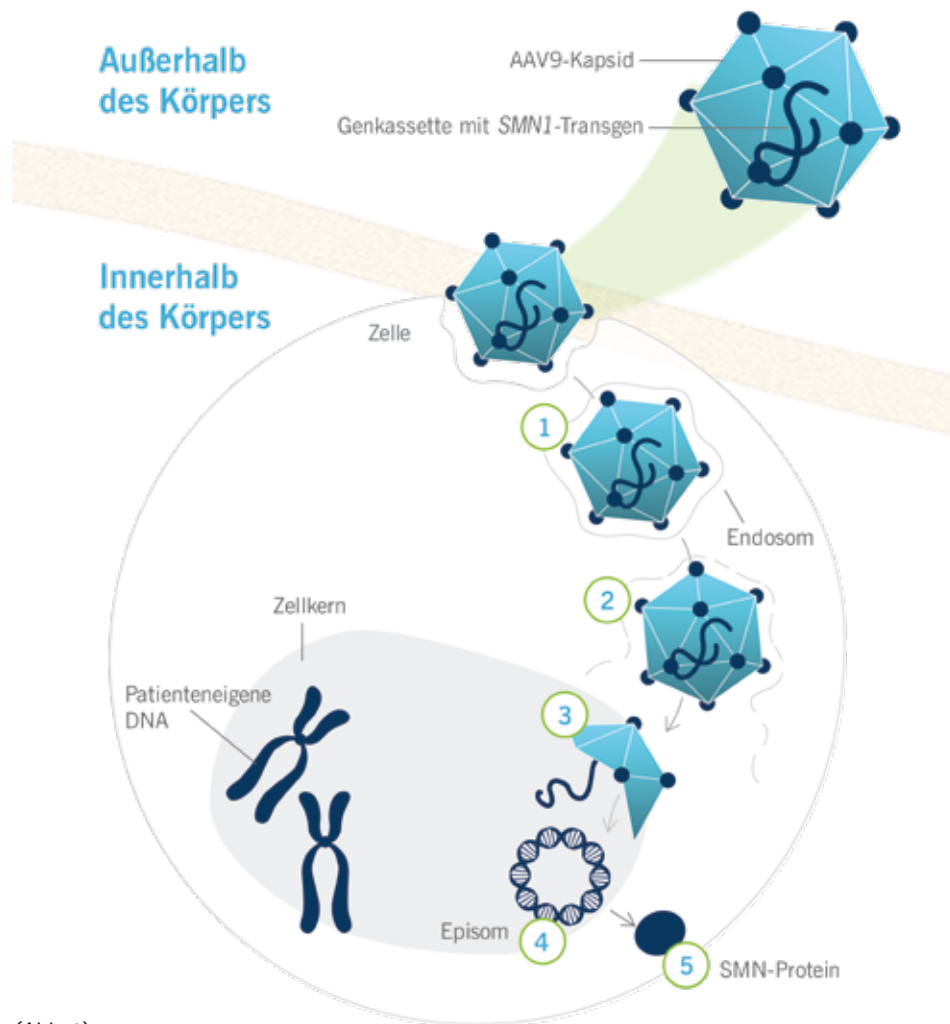 Außerhalb
des Körpers
AAV9-Kapsid
Genkassette mit SMN1-Transgen
Innerhalb
des Körpers
Zelle
1
Endosom
2
Zellkern
Patienteneigene
DNA
3
Episom
4
5
SMN-Protein